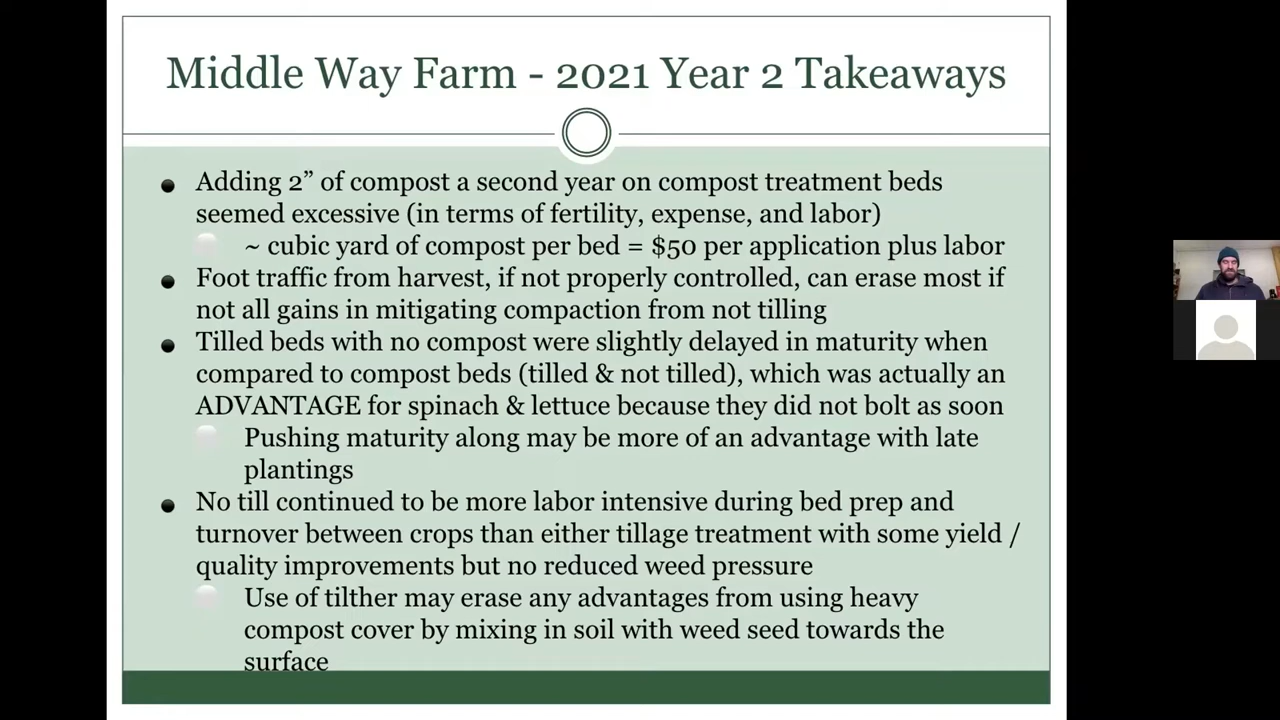 Middle Way Farm - 2021 Year 2 Takeaways
Adding 2” of compost a second year on compost treatment beds
seemed excessive (in terms of fertility, expense, and labor)
~ cubic yard of compost per bed = $50 per application plus labor
Foot traffic from harvest, if not properly controlled, can erase most if
not all gains in mitigating compaction from not tilling
Tilled beds with no compost were slightly delayed in maturity when
compared to compost beds (tilled & not tilled), which was actually an
ADVANTAGE for spinach & lettuce because they did not bolt as soon
Pushing maturity along may be more of an advantage with late
plantings
No till continued to be more labor intensive during bed prep and
turnover between crops than either tillage treatment with some yield /
quality improvements but no reduced weed pressure
Use of tilther may erase any advantages from using heavy
compost cover by mixing in soil with weed seed towards the
surface